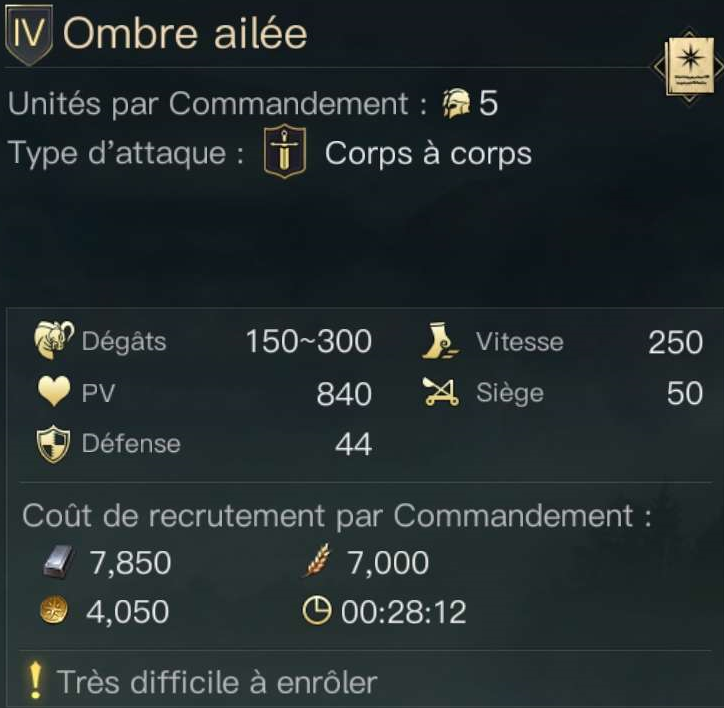 IV Ombre ailée
Unités par Commandement : 5
Type d'attaque : Corps à corps
Dégâts 150~300 Vitesse 250
PV 840 Siège 50
Défense 44
Coût de recrutement par Commandement :
7,850 7,000
4,050 00:28:12
Très difficile à enrôler